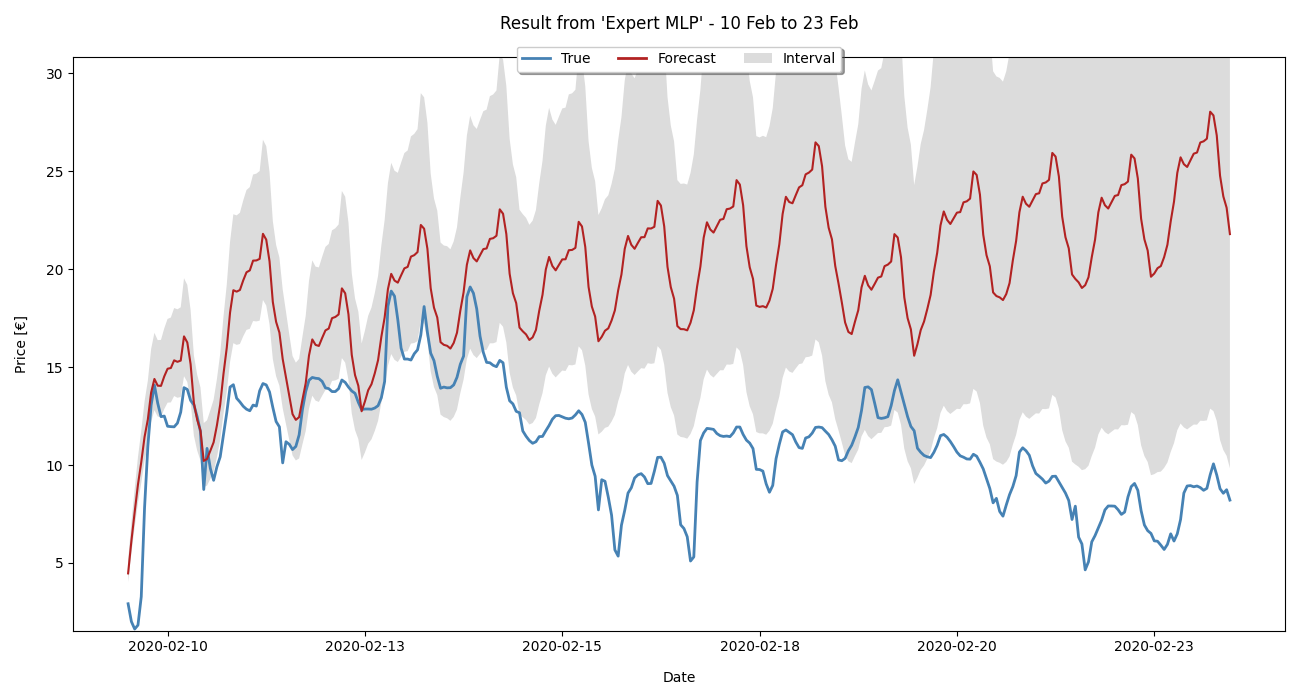 Result from 'Expert MLP' - 10 Feb to 23 Feb
True
Forecast
Interval
30
25
20
15
10
5
Price [€]
2020-02-10
2020-02-13
2020-02-15
2020-02-18
2020-02-20
2020-02-23
Date